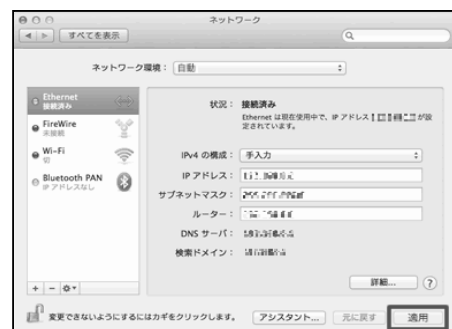 ネットワーク
すべてを表示
ネットワーク環境： 自動
Ethernet
接続済み
FireWire
未接続
Wi-Fi
切
Bluetooth PAN
IP アドレスなし
状況： 接続済み
Ethernet は現在使用中で、IP アドレス が設
定されています。
IPv4 の構成： 手入力
IP アドレス：
サブネットマスク：
ルーター：
DNS サーバ：
検索ドメイン：
詳細... ?
+ −
変更できないようにするにはカギをクリックします。
アシスタント... 元に戻す 適用